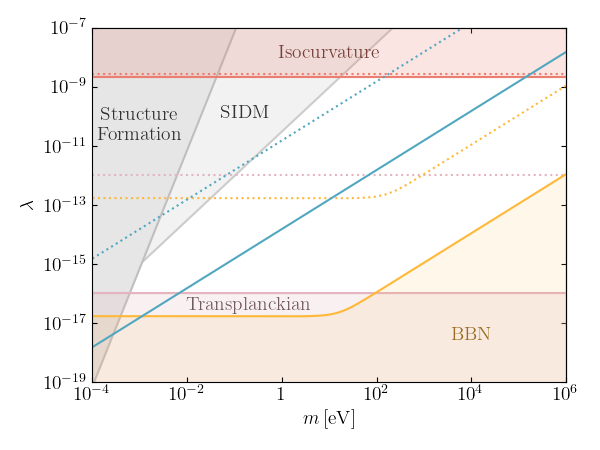 10^{-7}
Isocurvature
10^{-9}
Structure
Formation
SIDM
10^{-11}
λ
10^{-13}
10^{-15}
Transplanckian
10^{-17}
BBN
10^{-19}
10^{-4}
10^{-2}
1
10^{2}
10^{4}
10^{6}
m [eV]